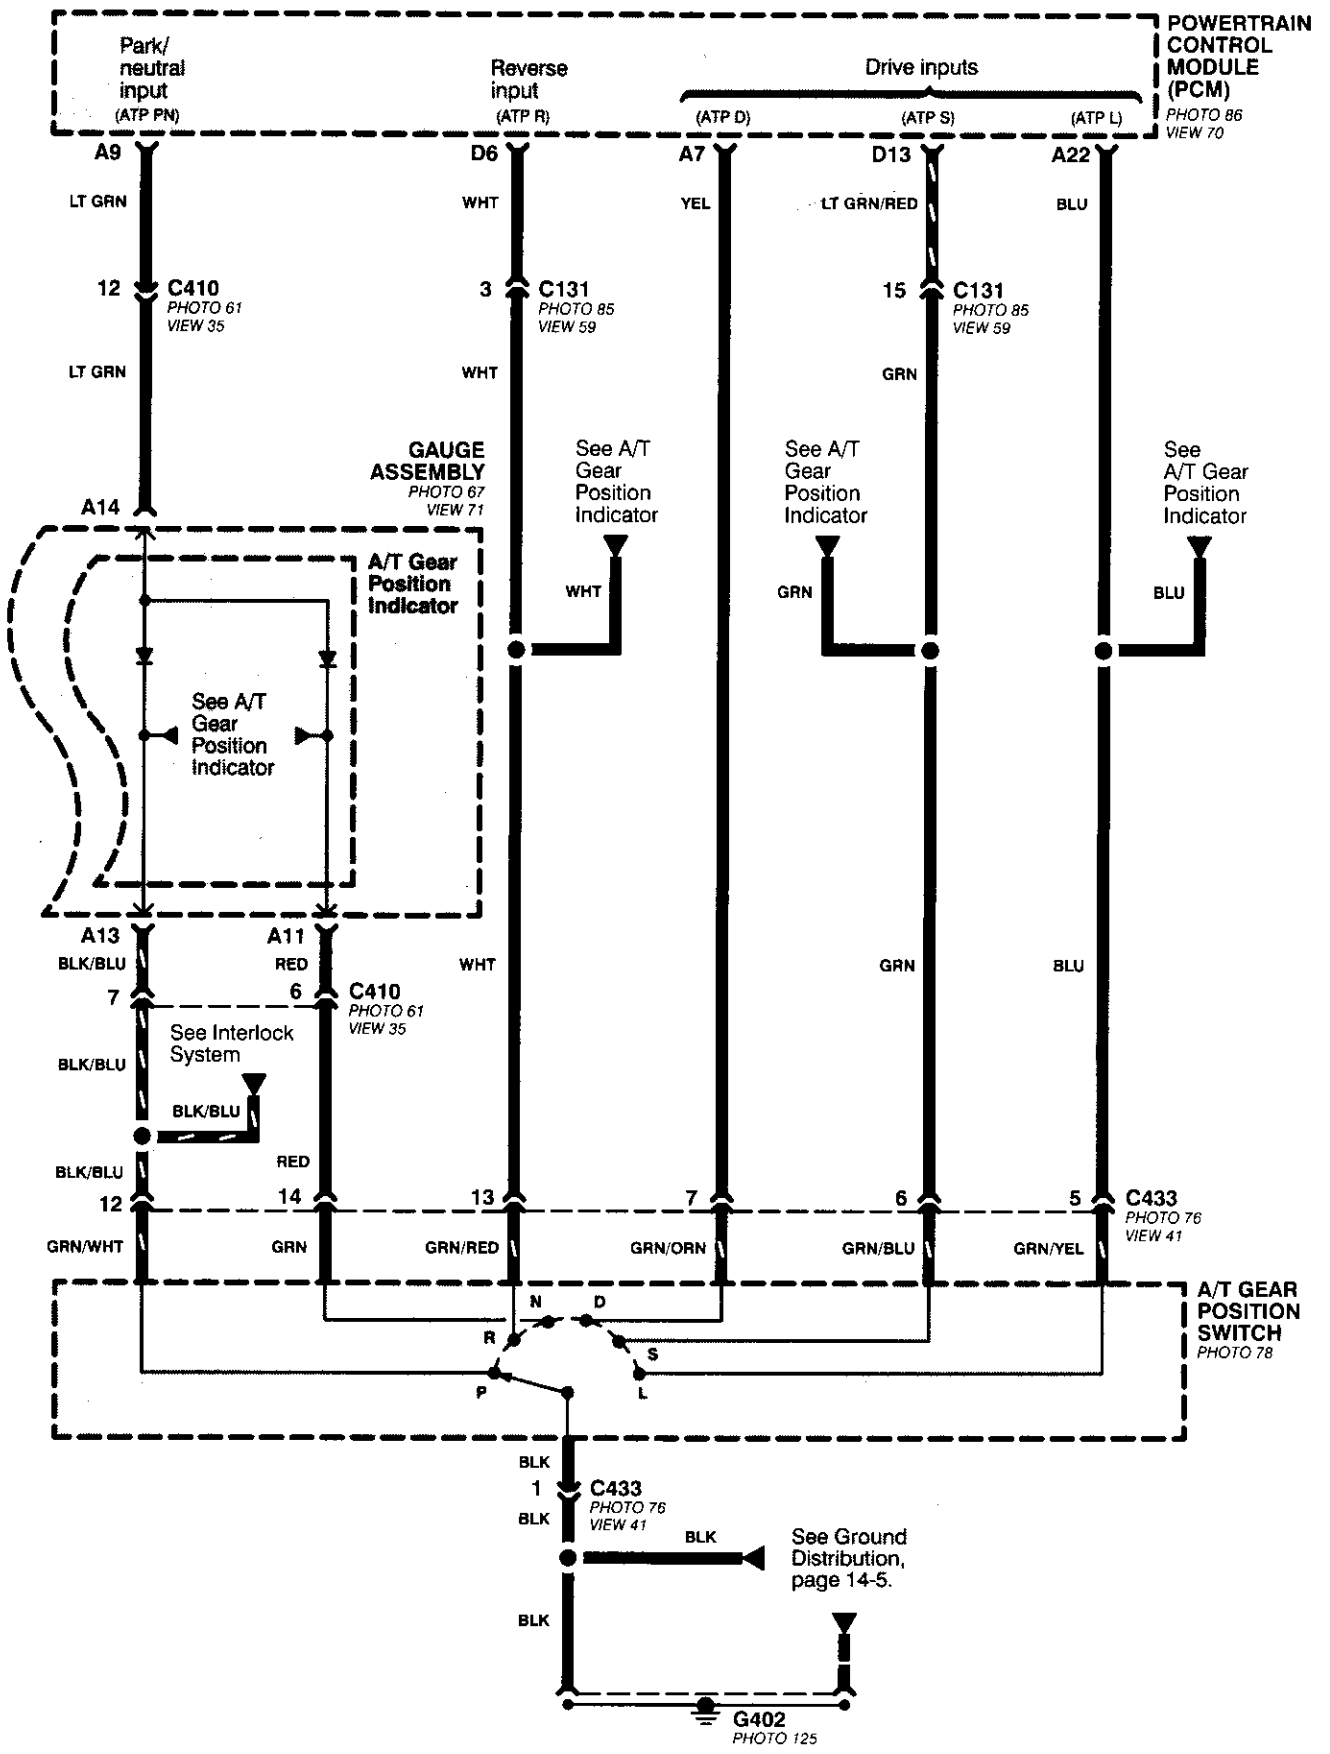 POWERTRAIN
CONTROL
MODULE
(PCM)
PHOTO 86
VIEW 70
Park/
neutral
input
(ATP PN)
Reverse
input
(ATP R)
Drive inputs
(ATP D)
(ATP S)
(ATP L)
A9
D6
A7
D13
A22
LT GRN
WHT
YEL
LT GRN/RED
BLU
12
C410
PHOTO 61
VIEW 35
3
C131
PHOTO 85
VIEW 59
15
C131
PHOTO 85
VIEW 59
LT GRN
WHT
GRN
GAUGE
ASSEMBLY
PHOTO 67
VIEW 71
See A/T
Gear
Position
Indicator
See A/T
Gear
Position
Indicator
See
A/T Gear
Position
Indicator
A14
A/T Gear
Position
Indicator
WHT
GRN
BLU
See A/T
Gear
Position
Indicator
A13
A11
BLK/BLU
RED
WHT
GRN
BLU
7
6
C410
PHOTO 61
VIEW 35
See Interlock
System
BLK/BLU
BLK/BLU
BLK/BLU
RED
12
14
13
7
6
5
C433
PHOTO 76
VIEW 41
GRN/WHT
GRN
GRN/RED
GRN/ORN
GRN/BLU
GRN/YEL
A/T GEAR
POSITION
SWITCH
PHOTO 78
N
D
R
S
P
L
BLK
1
C433
PHOTO 76
VIEW 41
BLK
BLK
See Ground
Distribution,
page 14-5.
BLK
G402
PHOTO 125